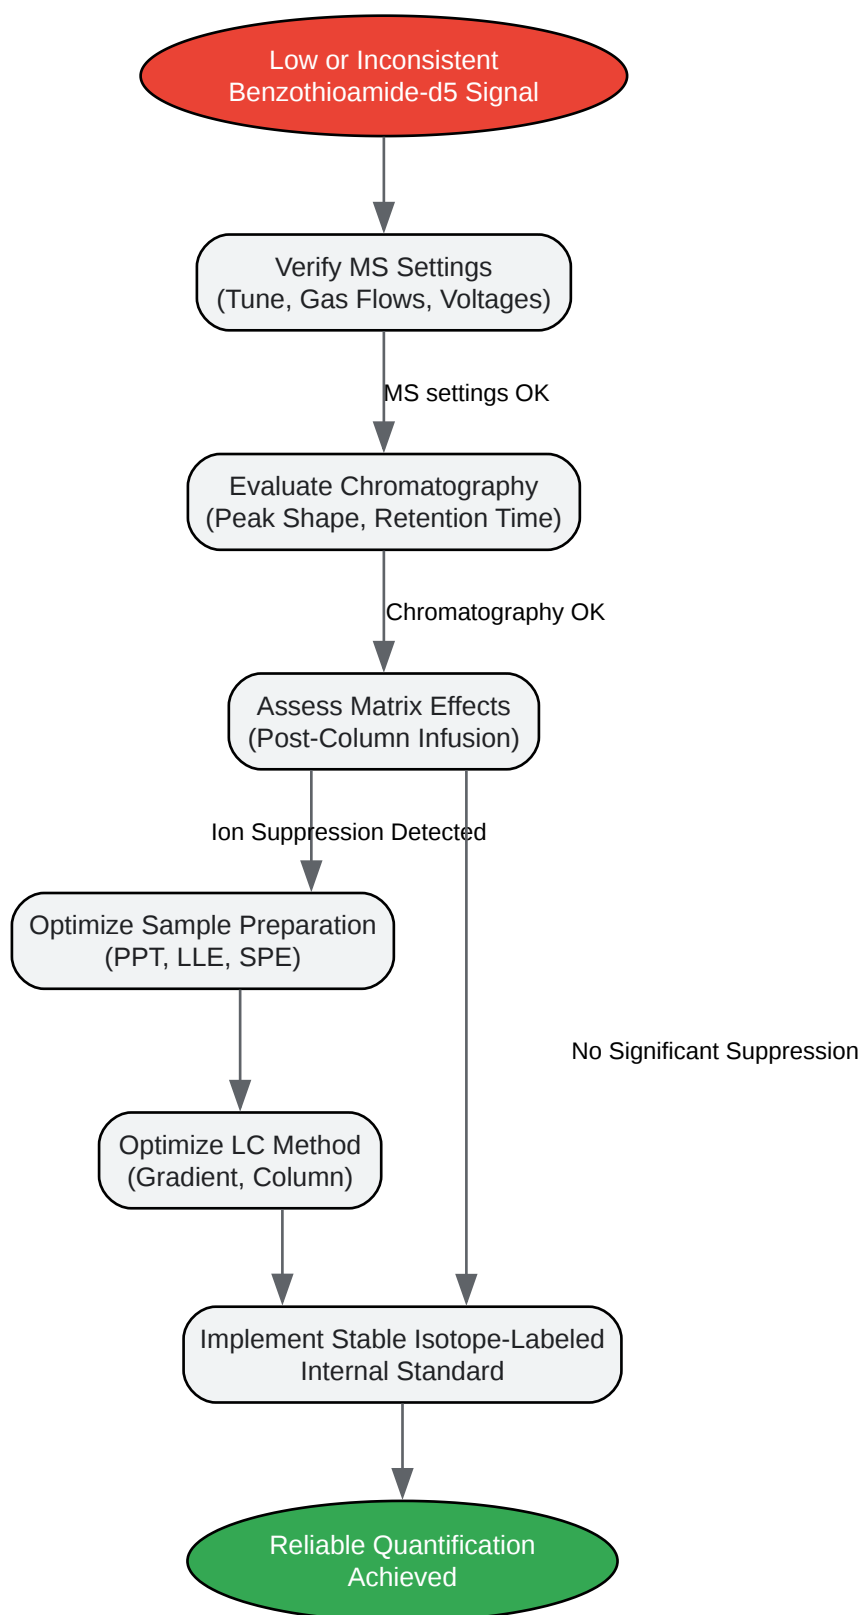 Low or Inconsistent
Benzothioamide-d5 Signal
Verify MS Settings
(Tune, Gas Flows, Voltages)
MS settings OK
Evaluate Chromatography
(Peak Shape, Retention Time)
Chromatography OK
Assess Matrix Effects
(Post-Column Infusion)
Ion Suppression Detected
Optimize Sample Preparation
(PPT, LLE, SPE)
No Significant Suppression
Optimize LC Method
(Gradient, Column)
Implement Stable Isotope-Labeled
Internal Standard
Reliable Quantification
Achieved